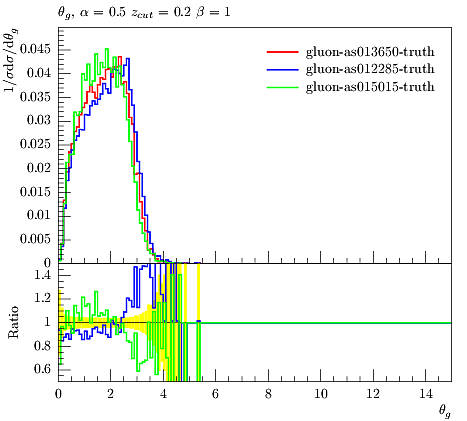 θg, α = 0.5 zcut = 0.2 β = 1
1/σdσ/dθg
gluon-as013650-truth
gluon-as012285-truth
gluon-as015015-truth
0.045
0.04
0.035
0.03
0.025
0.02
0.015
0.01
0.005
0
Ratio
1.4
1.2
1
0.8
0.6
0 2 4 6 8 10 12 14
θg